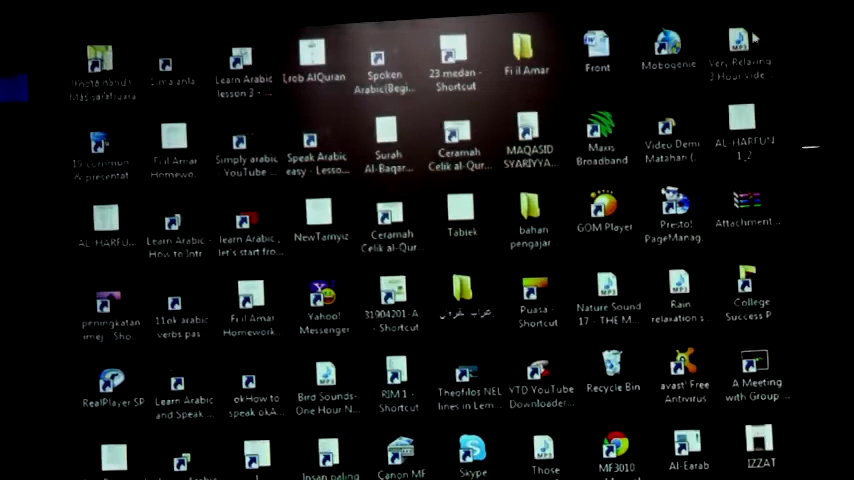 Learn Arabic
lesson 3 - ...
Lrob AlQuran
Spoken
Arabic(Begi...
23 medan -
Shortcut
Fi il Amar
Front
Mobogenie
Very Relaxing
3 Hour Vide...
& presentat
Fi il Amar
Homewo...
Simply arabic
YouTube ...
Speak Arabic
easy - Lesso...
Surah
Al-Baqar...
Ceramah
Celik al-Qur...
MAQASID
SYARIYYA...
Maxis
Broadband
Video Demi
Matahari (...
AL-HARFUN
1_2
AL-HARFU...
Learn Arabic -
How to Intr
learn Arabic ,
let's start fro...
NewTamyiz
Ceramah
Celik al-Qur...
Tabiek
bahan
pengajar
GOM Player
Presto!
PageManag...
Attachment...
peningkatan
imej - Sho
11ok arabic
verbs pas
Fi il Amar
Homework...
Yahoo!
Messenger
31904201-A
- Shortcut
Puasa -
Shortcut
Nature Sound
17 - THE M...
Rain
relaxation s...
College
Success P
RealPlayer SP
Learn Arabic
and Speak ...
okHow to
speak okA...
Bird Sounds-
One Hour N...
RIM 1 -
Shortcut
Theofilos NEL
lines in Lem...
YTD YouTube
Downloader...
Recycle Bin
avast! Free
Antivirus
A Meeting
with Group ...
Insan paling
Canon MF
Skype
Those
MF3010
Al-Earab
IZZAT